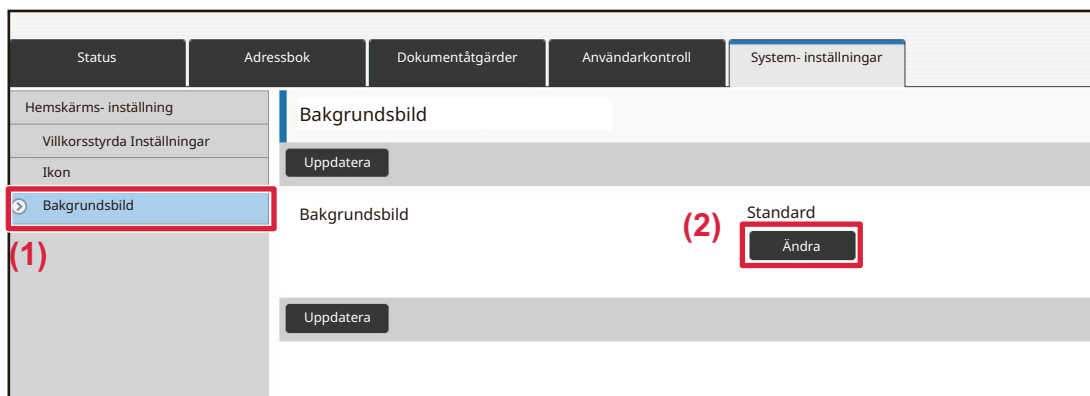 Status Adressbok Dokumentåtgärder Användarkontroll System- inställningar
Hemskärms- inställning
Villkorsstyrda Inställningar
Ikon
Bakgrundsbild
(1)
Bakgrundsbild
Uppdatera
Bakgrundsbild
(2)
Standard
Ändra
Uppdatera